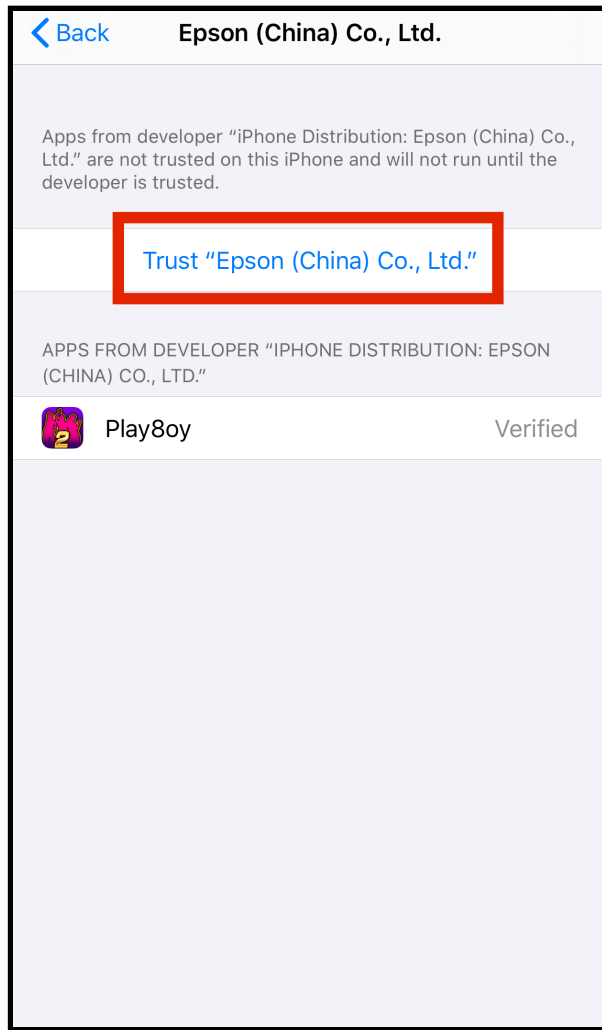 Back
Epson (China) Co., Ltd.
Apps from developer “iPhone Distribution: Epson (China) Co.,
Ltd.” are not trusted on this iPhone and will not run until the
developer is trusted.
Trust “Epson (China) Co., Ltd.”
APPS FROM DEVELOPER “IPHONE DISTRIBUTION: EPSON
(CHINA) CO., LTD.”
2
Play8oy
Verified